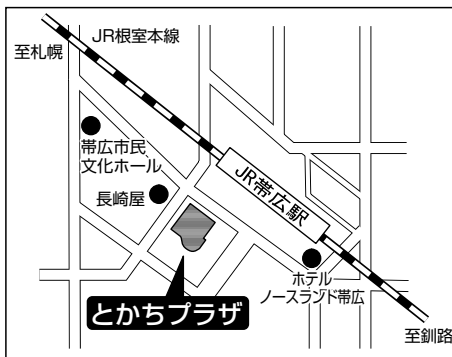 JR根室本線
至札幌
帯広市民
文化ホール
長崎屋
JR帯広駅
ホテル
ノースランド帯広
とかちプラザ
至釧路